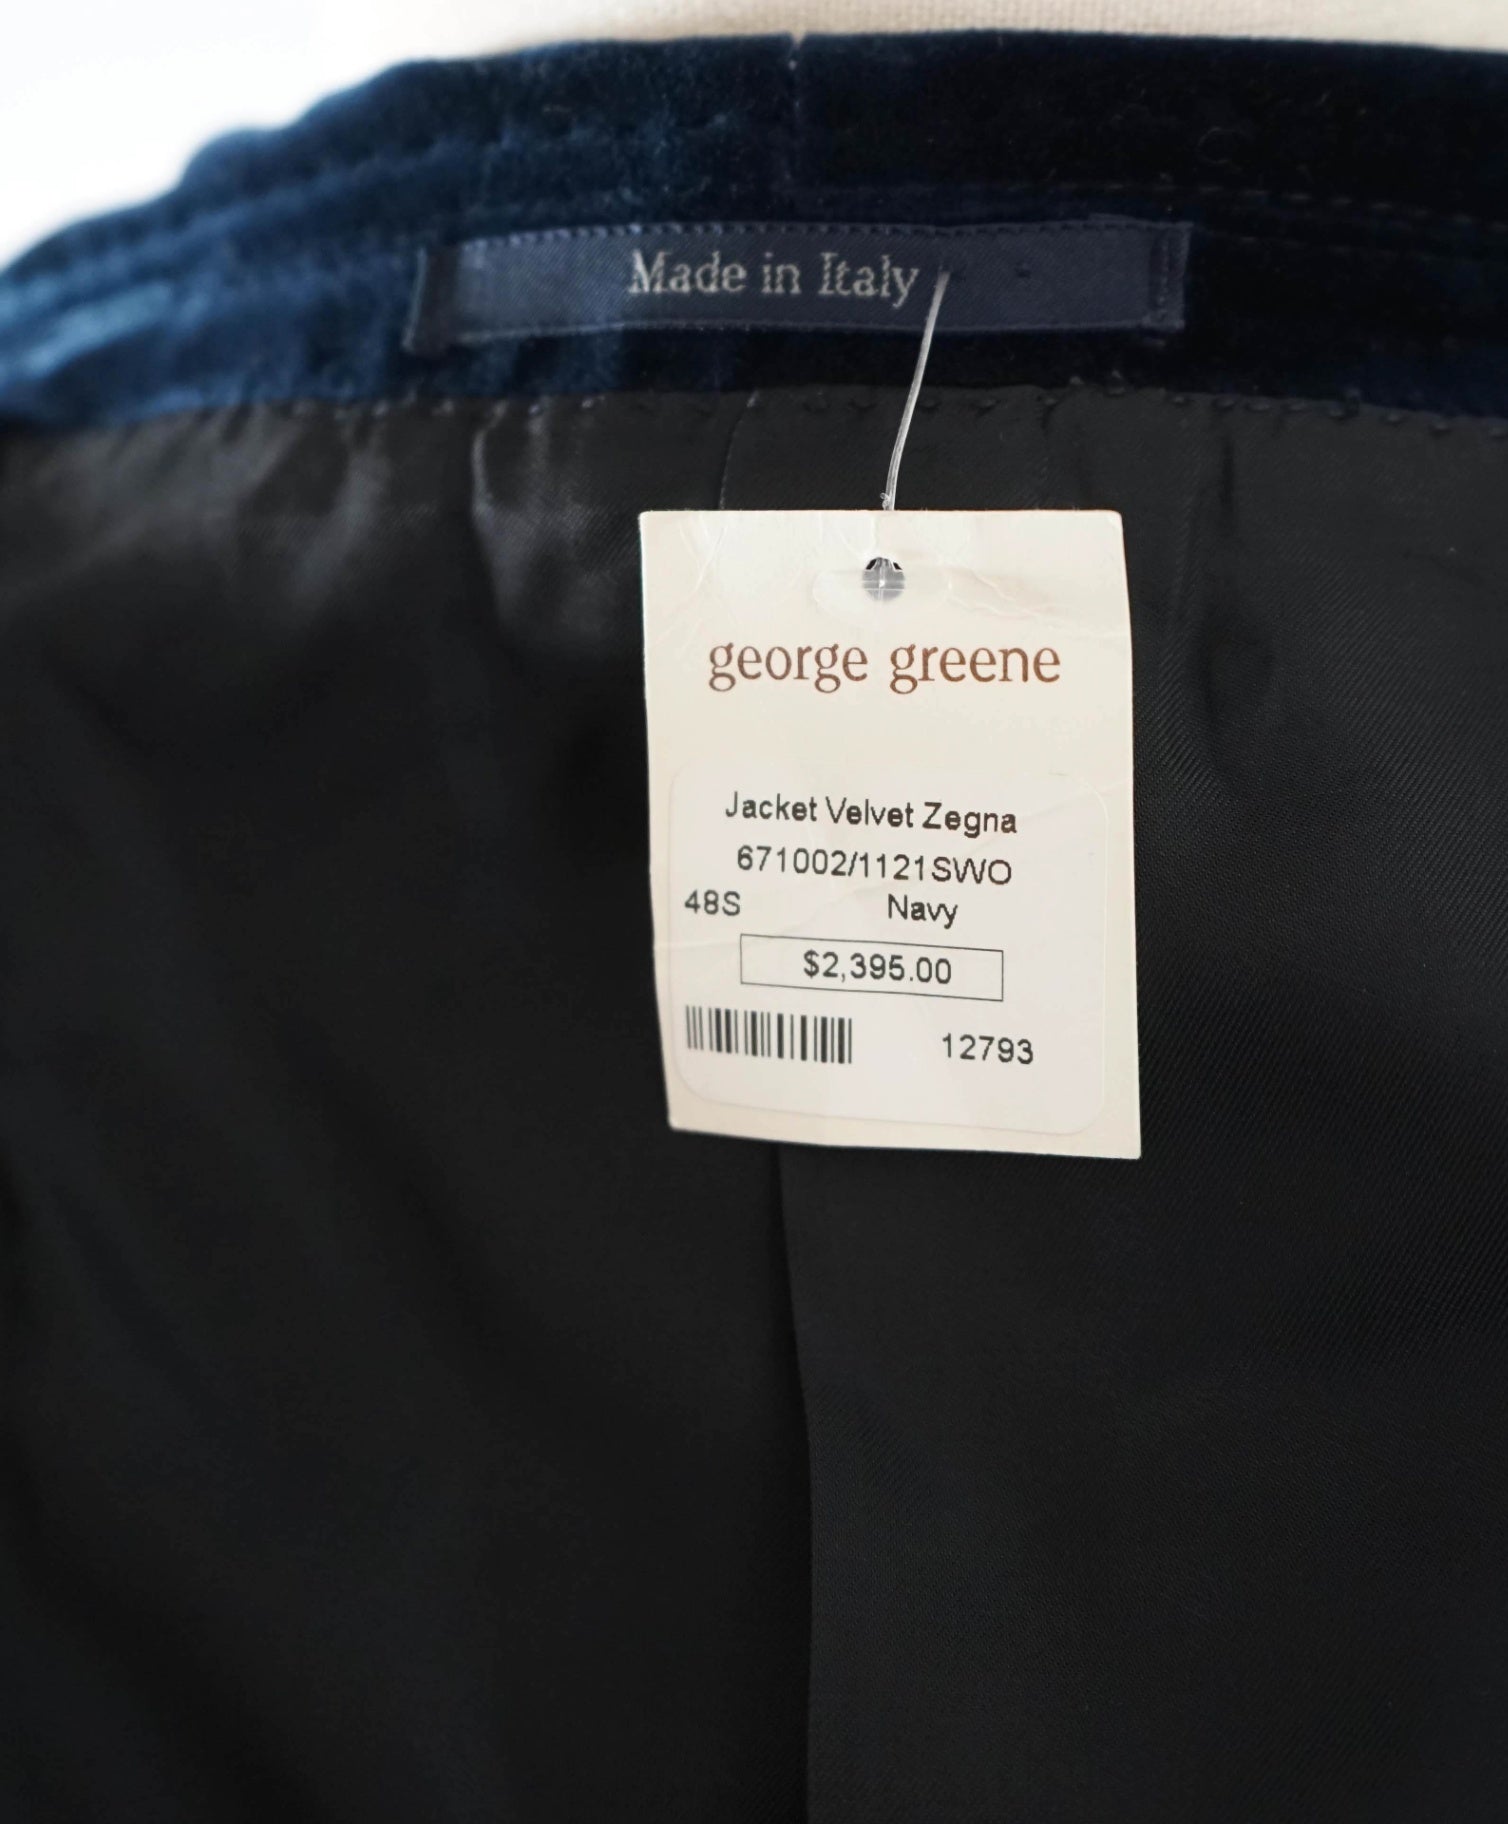 Made in Italy
george greene
Jacket Velvet Zegna
671002/1121SWO
48S Navy
$2,395.00
12793